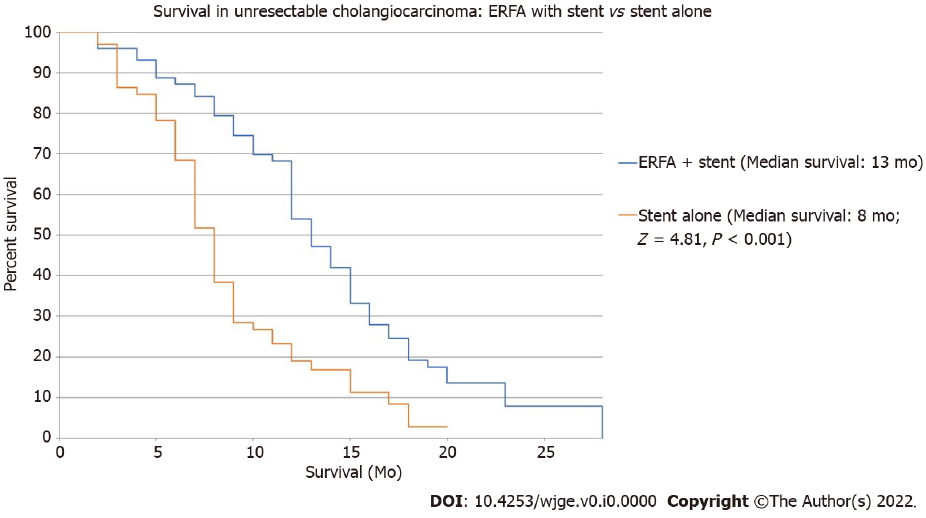 Survival in unresectable cholangiocarcinoma: ERFA with stent vs stent alone
100
90
80
70
60
50
40
30
20
10
0
Percent survival
0 5 10 15 20 25
Survival (Mo)
ERFA + stent (Median survival: 13 mo)
Stent alone (Median survival: 8 mo;
Z = 4.81, P < 0.001)
DOI: 10.4253/wjge.v0.i0.0000 Copyright ©The Author(s) 2022.